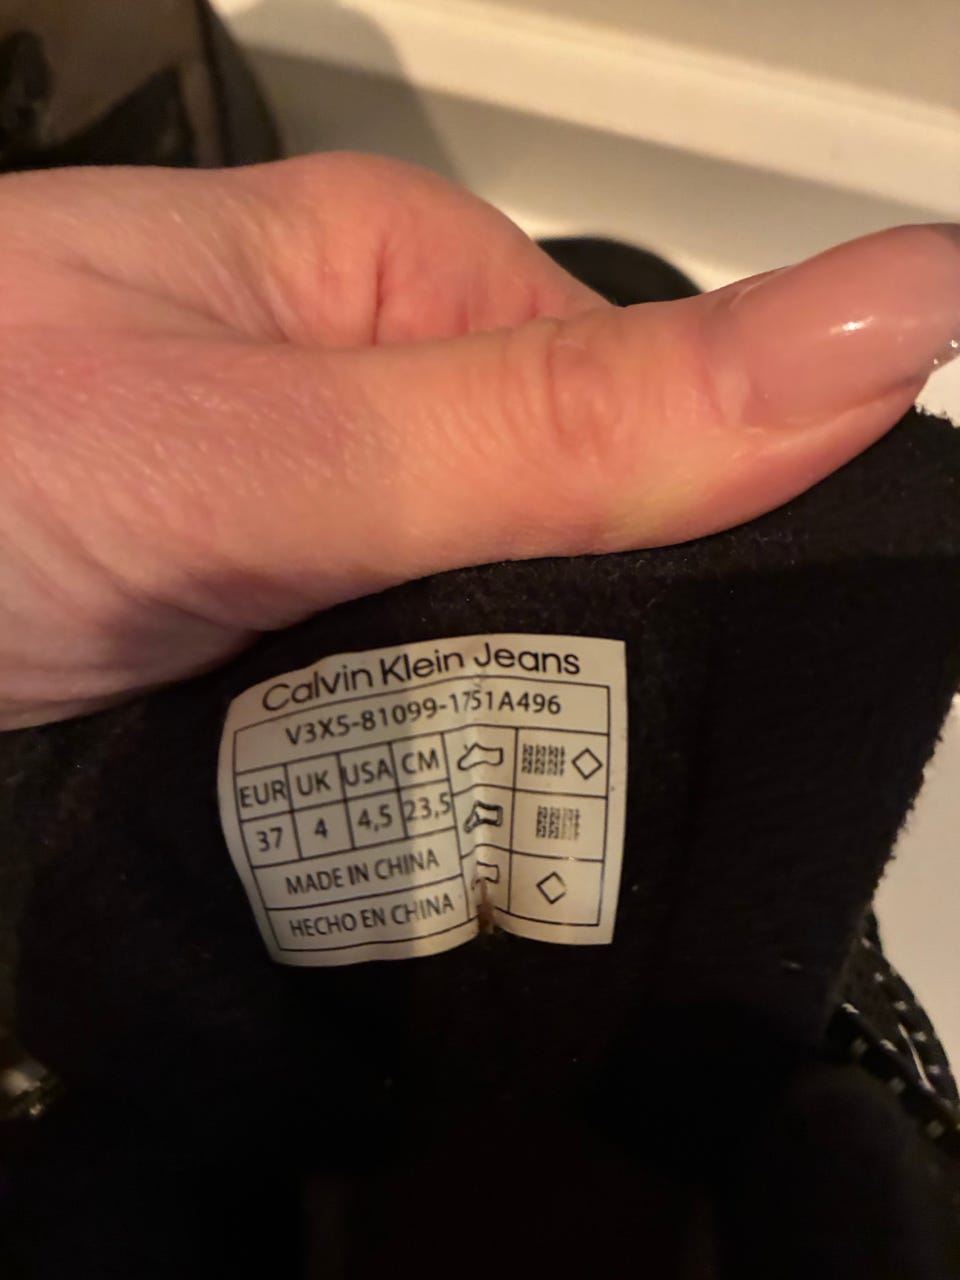 Calvin Klein Jeans
V3X5-81099-1751A496
EUR UK USA CM
37 4 4,5 23,5
MADE IN CHINA
HECHO EN CHINA